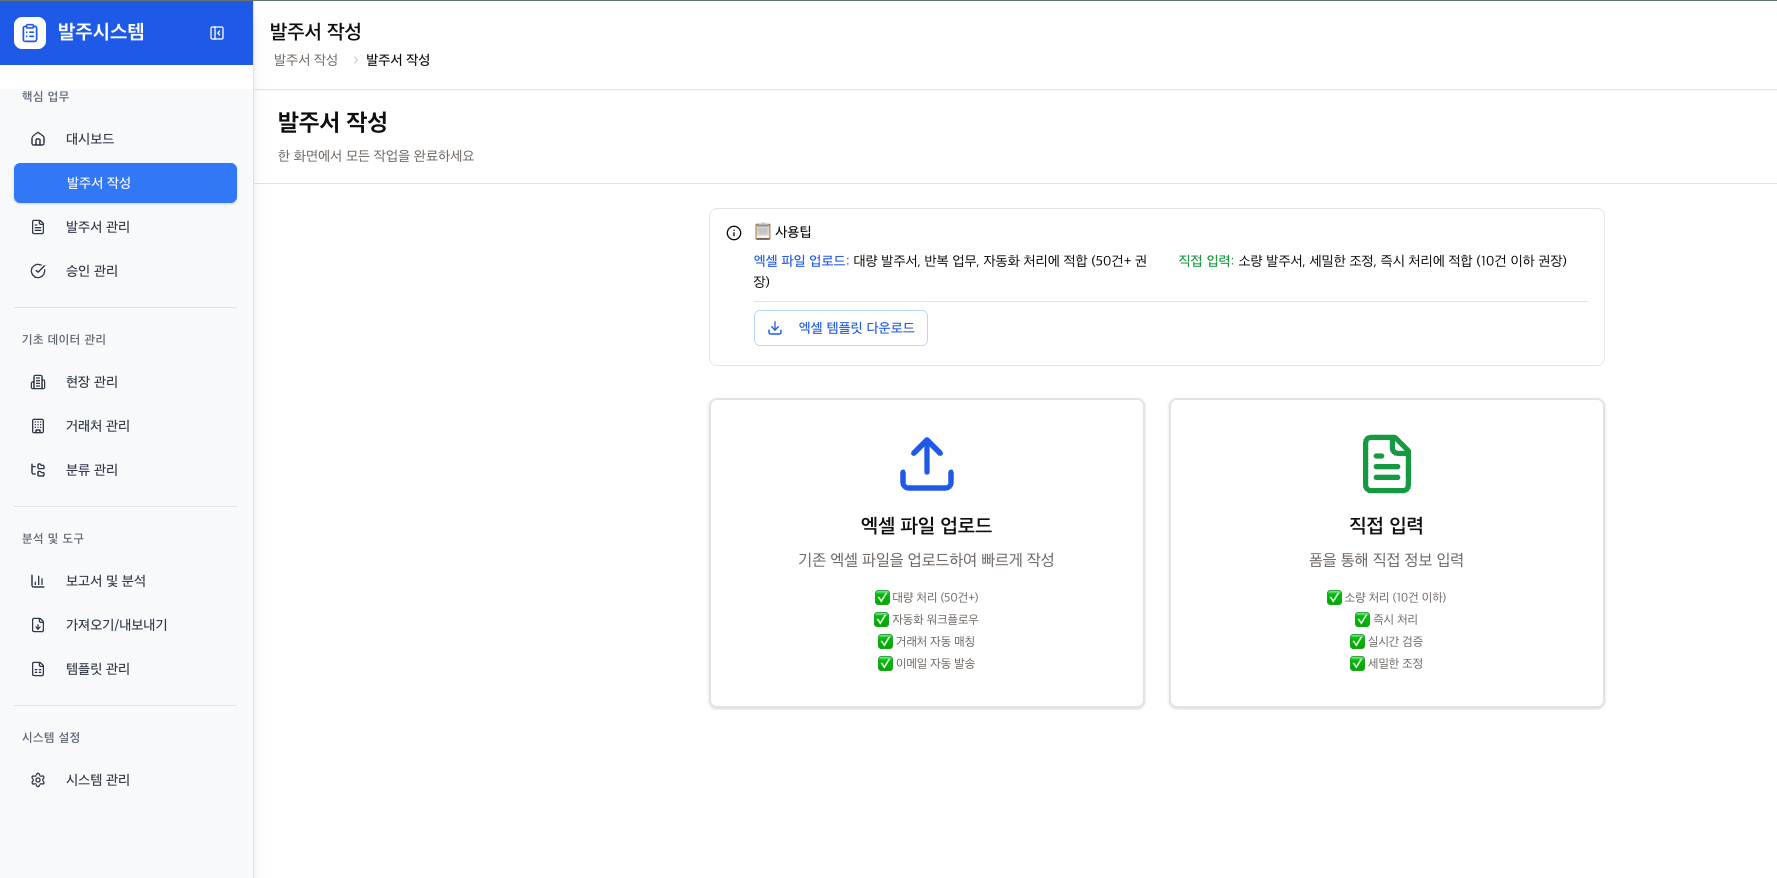 발주시스템
핵심 업무
대시보드
발주서 작성
발주서 관리
승인 관리
기초 데이터 관리
현장 관리
거래처 관리
분류 관리
분석 및 도구
보고서 및 분석
가져오기/내보내기
템플릿 관리
시스템 설정
시스템 관리
발주서 작성
발주서 작성 > 발주서 작성
발주서 작성
한 화면에서 모든 작업을 완료하세요
📋 사용팁
엑셀 파일 업로드: 대량 발주서, 반복 업무, 자동화 처리에 적합 (50건+ 권
장)
직접 입력: 소량 발주서, 세밀한 조정, 즉시 처리에 적합 (10건 이하 권장)
엑셀 템플릿 다운로드
엑셀 파일 업로드
기존 엑셀 파일을 업로드하여 빠르게 작성
✅ 대량 처리 (50건+)
✅ 자동화 워크플로우
✅ 거래처 자동 매칭
✅ 이메일 자동 발송
직접 입력
폼을 통해 직접 정보 입력
✅ 소량 처리 (10건 이하)
✅ 즉시 처리
✅ 실시간 검증
✅ 세밀한 조정